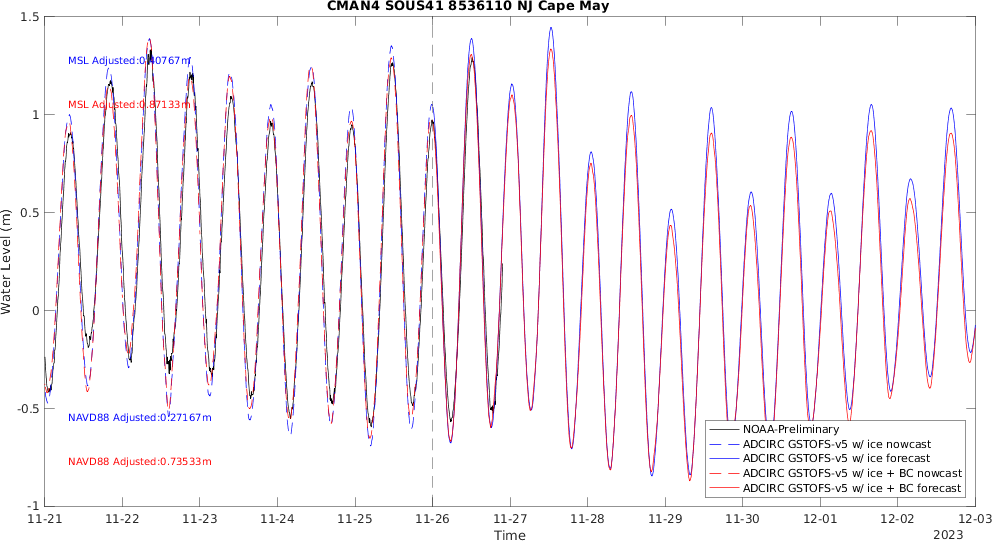 CMAN4 SOUS41 8536110 NJ Cape May
1.5
MSL Adjusted:0.40767m
MSL Adjusted:0.87133m
1
0.5
Water Level (m)
0
-0.5
NAVD88 Adjusted:0.27167m
NAVD88 Adjusted:0.73533m
NOAA-Preliminary
ADCIRC GSTOFS-v5 w/ ice nowcast
ADCIRC GSTOFS-v5 w/ ice forecast
ADCIRC GSTOFS-v5 w/ ice + BC nowcast
ADCIRC GSTOFS-v5 w/ ice + BC forecast
-1
11-21 11-22 11-23 11-24 11-25 11-26 11-27 11-28 11-29 11-30 12-01 12-02 12-03
Time
2023